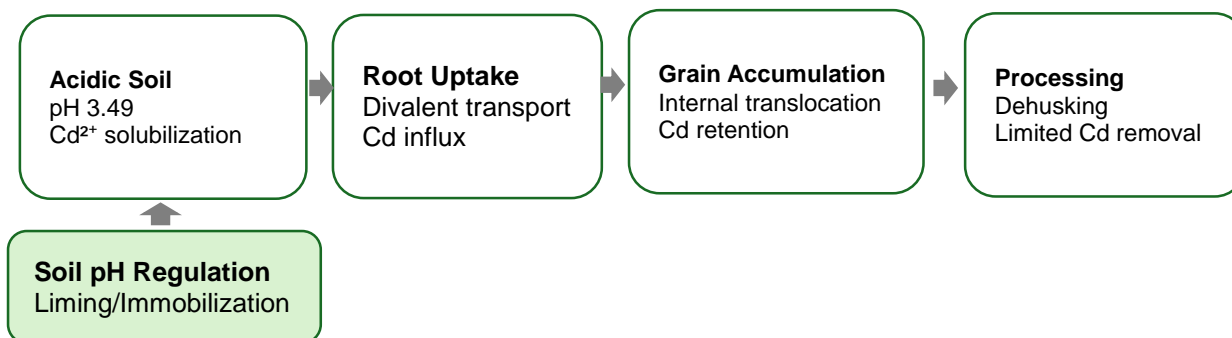 Acidic Soil
pH 3.49
Cd²⁺ solubilization
Root Uptake
Divalent transport
Cd influx
Grain Accumulation
Internal translocation
Cd retention
Processing
Dehusking
Limited Cd removal
Soil pH Regulation
Liming/Immobilization